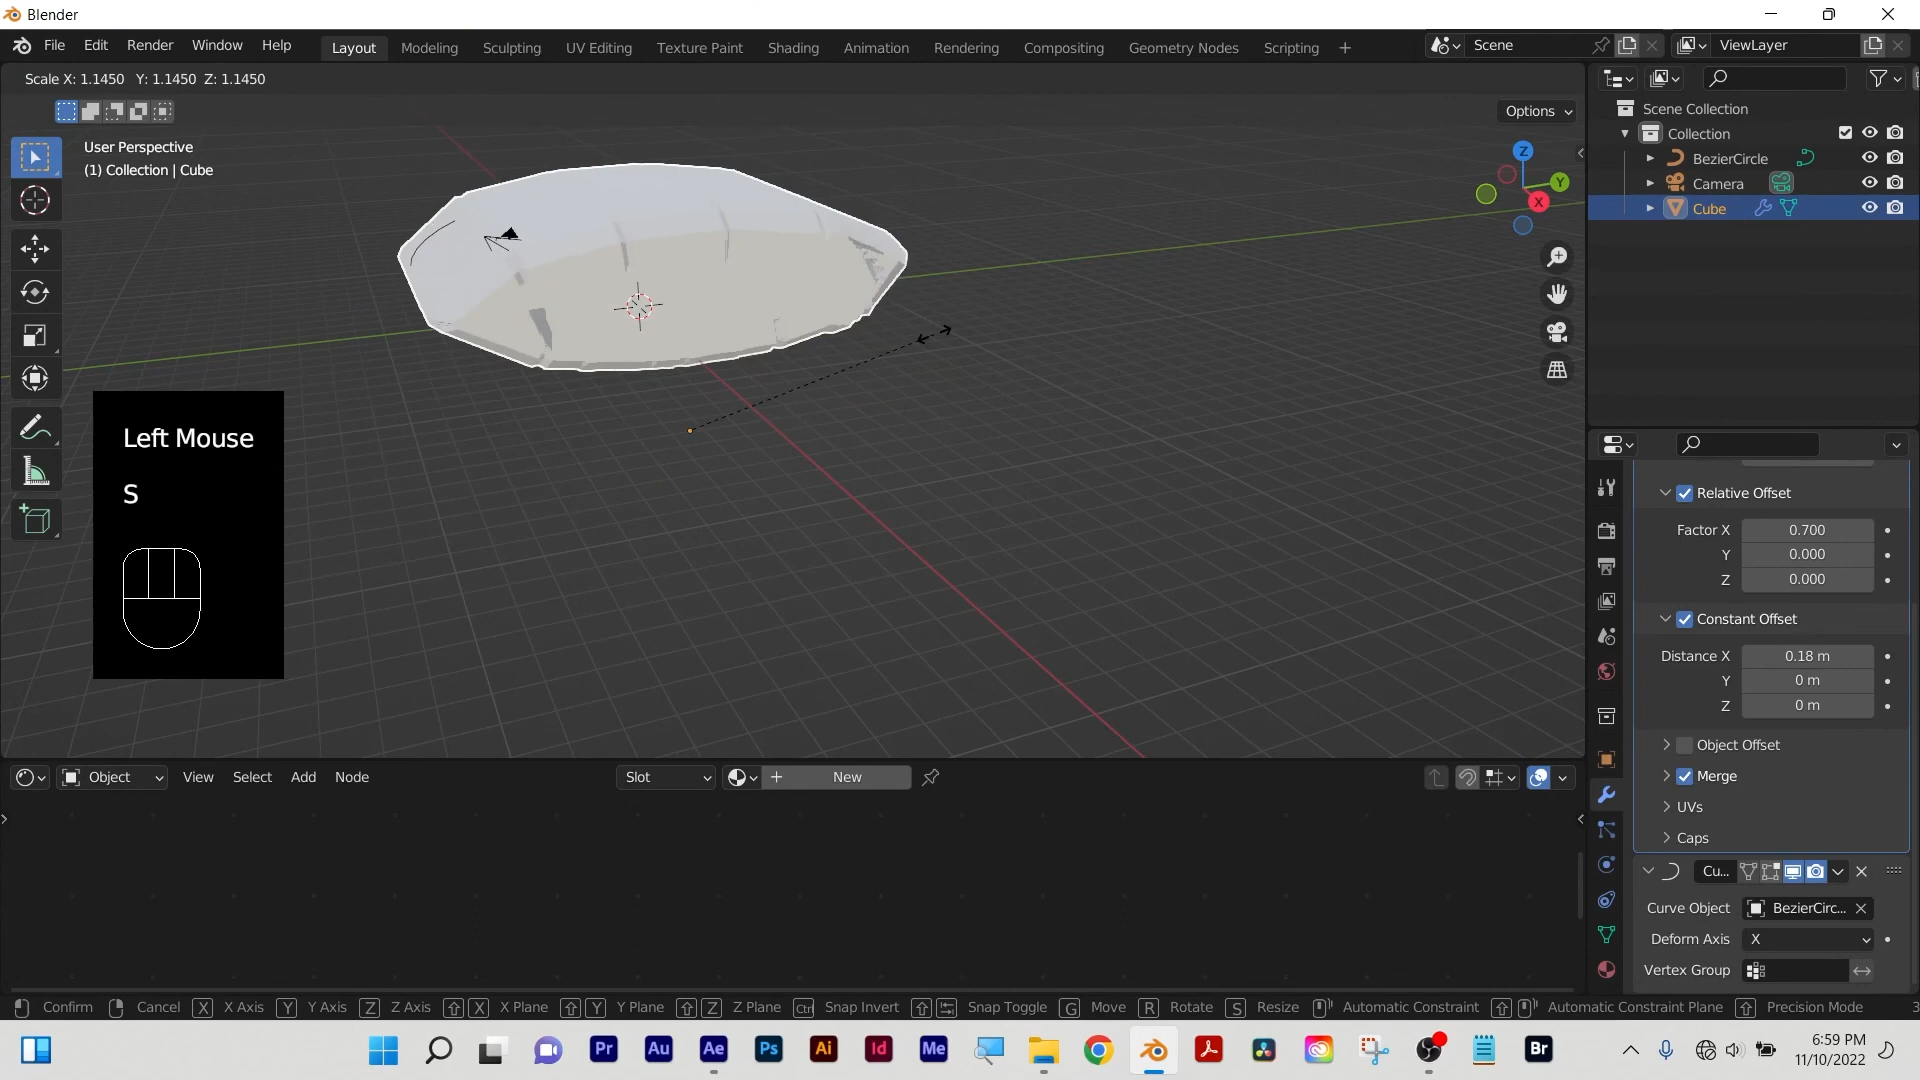 Blender
File Edit Render Window Help
Layout Modeling Sculpting UV Editing Texture Paint Shading Animation Rendering Compositing Geometry Nodes Scripting +
Scene
ViewLayer
Scale X: 1.1450 Y: 1.1450 Z: 1.1450
Options
User Perspective
(1) Collection | Cube
Z
Y
X
Scene Collection
Collection
BezierCircle
Camera
Cube
Left Mouse
S
Relative Offset
Factor X 0.700
Y 0.000
Z 0.000
Constant Offset
Distance X 0.18 m
Y 0 m
Z 0 m
Object Offset
Merge
UVs
Caps
Cu...
Curve Object BezierCirc...
Deform Axis X
Vertex Group
Object View Select Add Node
Slot
New
Confirm Cancel X X Axis Y Y Axis Z Z Axis X X Plane Y Y Plane Z Z Plane Ctrl Snap Invert Snap Toggle G Move R Rotate S Resize Automatic Constraint Automatic Constraint Plane Precision Mode 3
Pr Au Ae Ps Ai Id Me Br
6:59 PM
11/10/2022